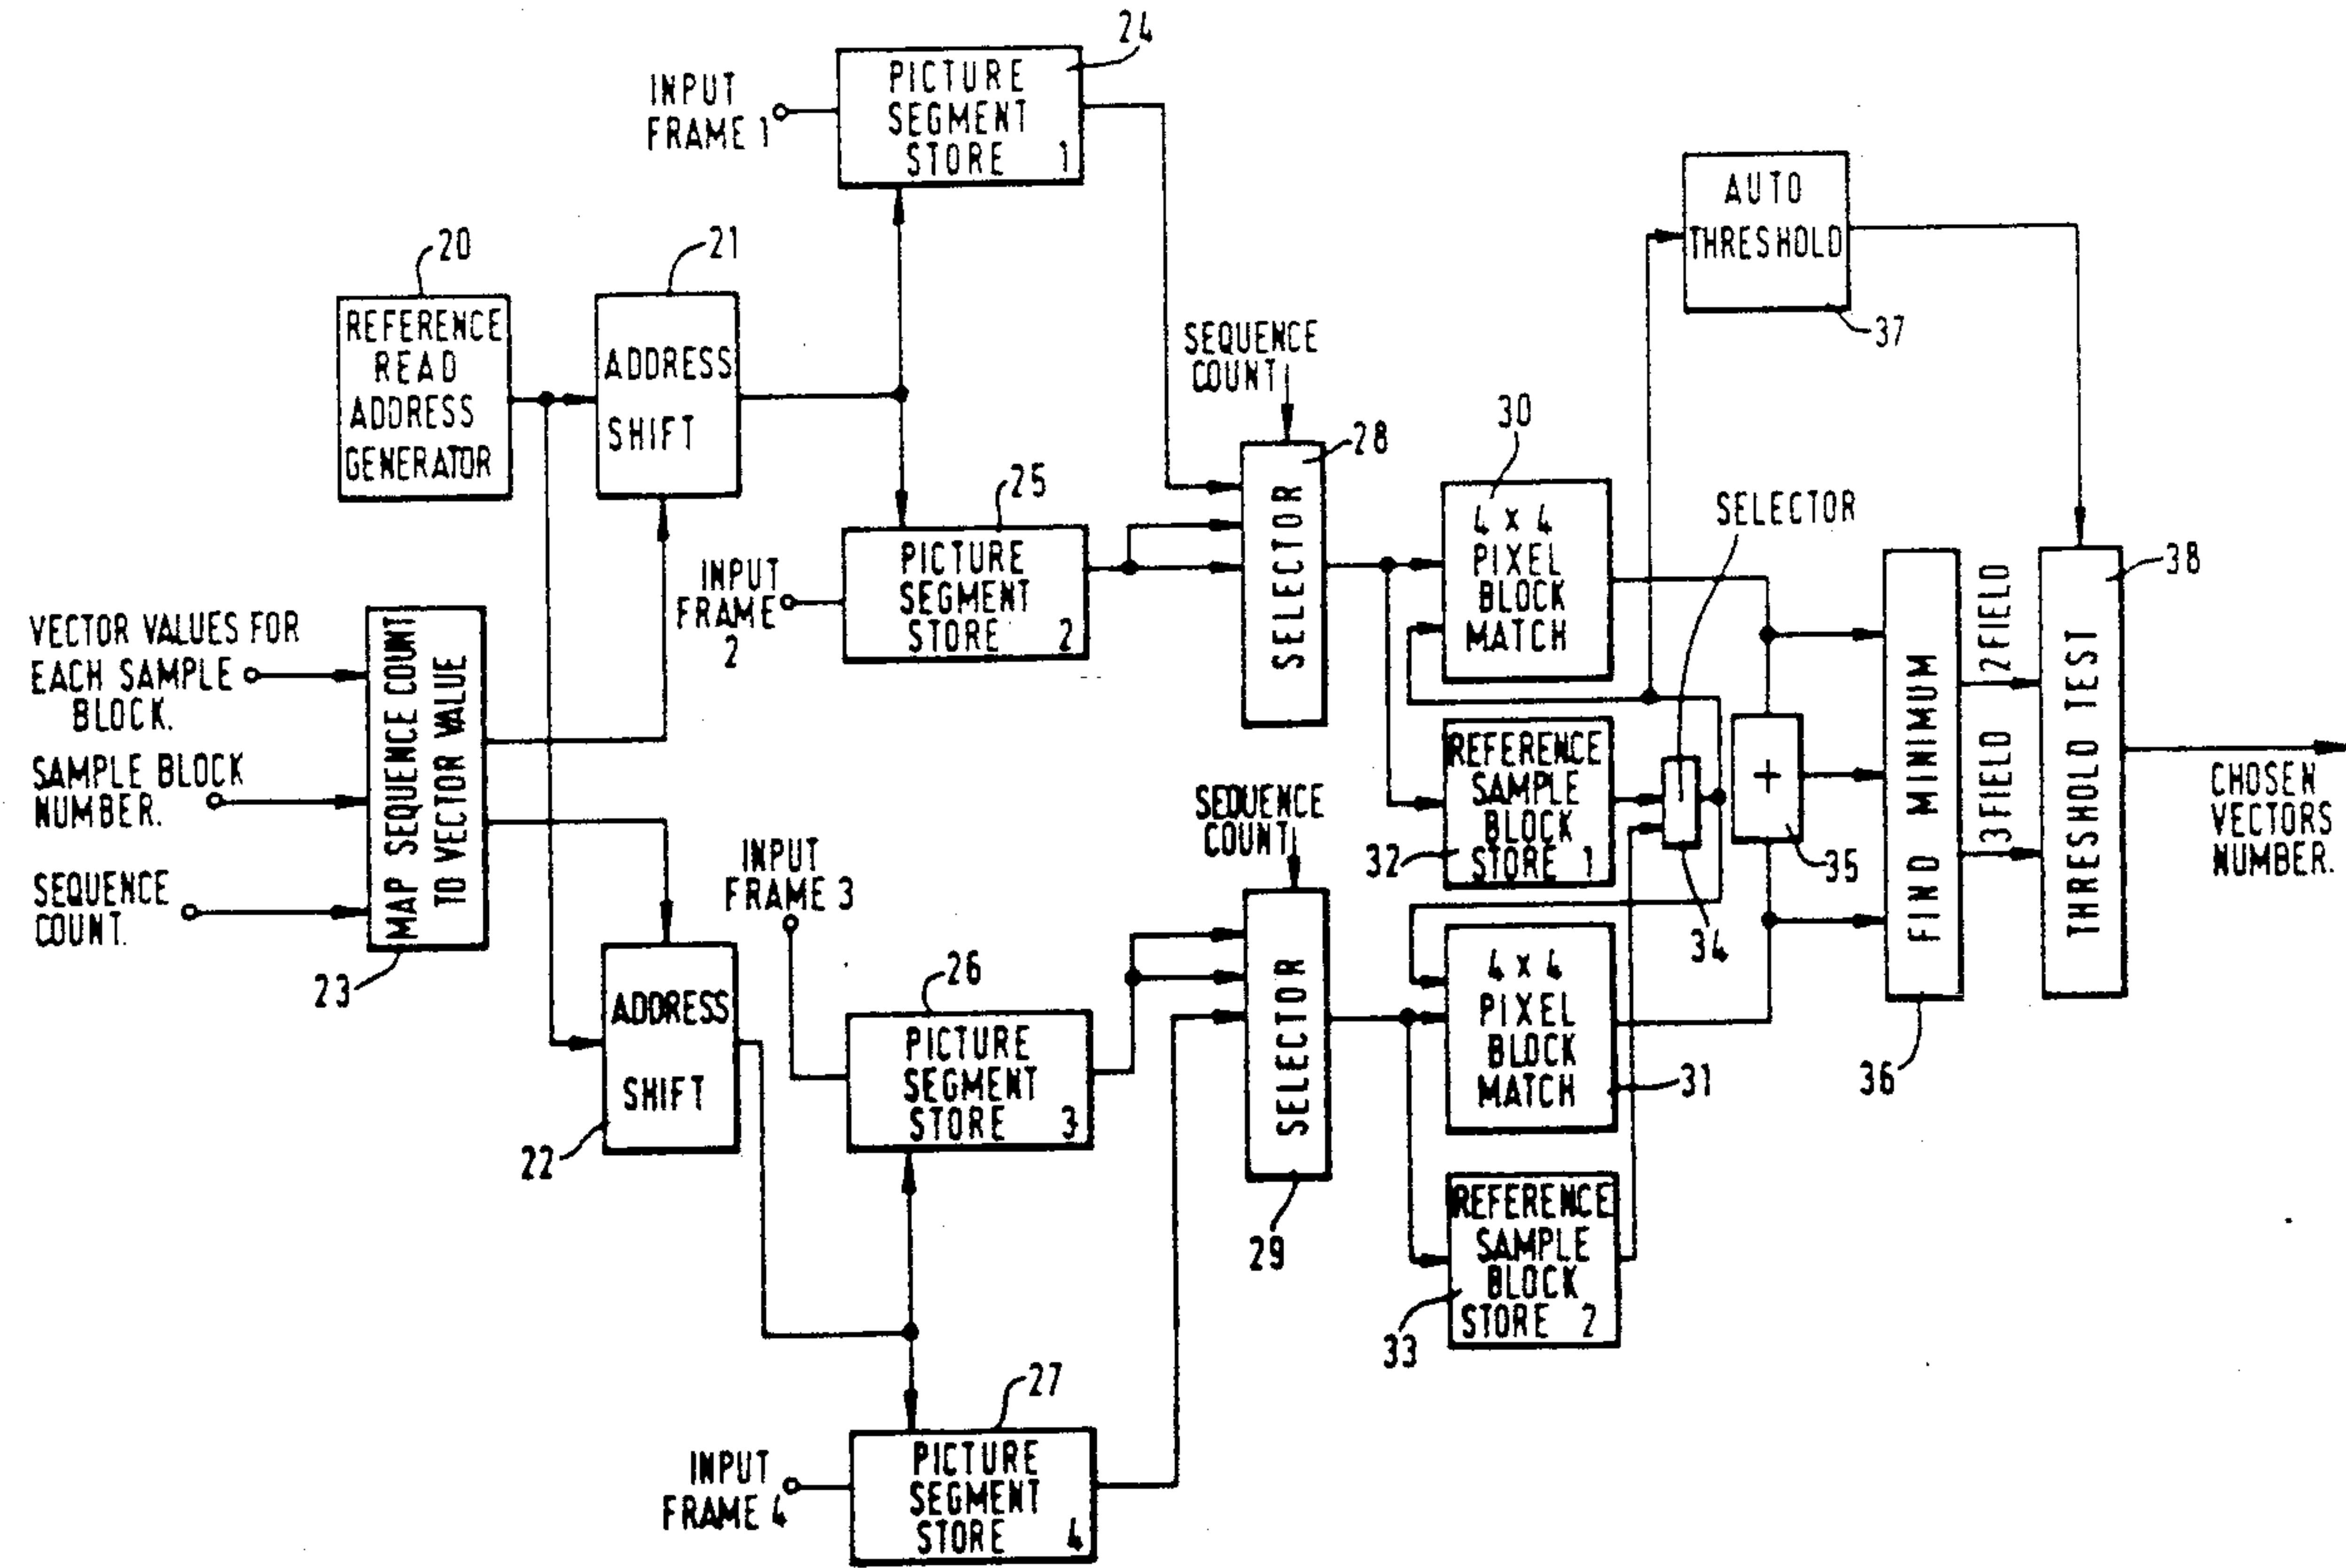 24
INPUT
FRAME 1
PICTURE
SEGMENT
STORE 1
AUTO
THRESHOLD
37
20
21
REFERENCE
READ
ADDRESS
GENERATOR
ADDRESS
SHIFT
SEQUENCE
COUNT
28
30
25
SELECTOR
INPUT
FRAME
2
PICTURE
SEGMENT
STORE 2
SELECTOR
4 x 4
PIXEL
BLOCK
MATCH
38
VECTOR VALUES FOR
EACH SAMPLE
BLOCK.
SAMPLE BLOCK
NUMBER.
SEQUENCE
COUNT.
MAP SEQUENCE COUNT
TO VECTOR VALUE
23
REFERENCE
SAMPLE
BLOCK
STORE 1
32
34
+
35
FIND MINIMUM
36
2FIELD
3FIELD
THRESHOLD TEST
CHOSEN
VECTORS
NUMBER.
INPUT
FRAME 3
SEQUENCE
COUNT
ADDRESS
SHIFT
22
26
PICTURE
SEGMENT
STORE 3
SELECTOR
29
4 x 4
PIXEL
BLOCK
MATCH
31
REFERENCE
SAMPLE
BLOCK
STORE 2
33
27
INPUT
FRAME 4
PICTURE
SEGMENT
STORE 4